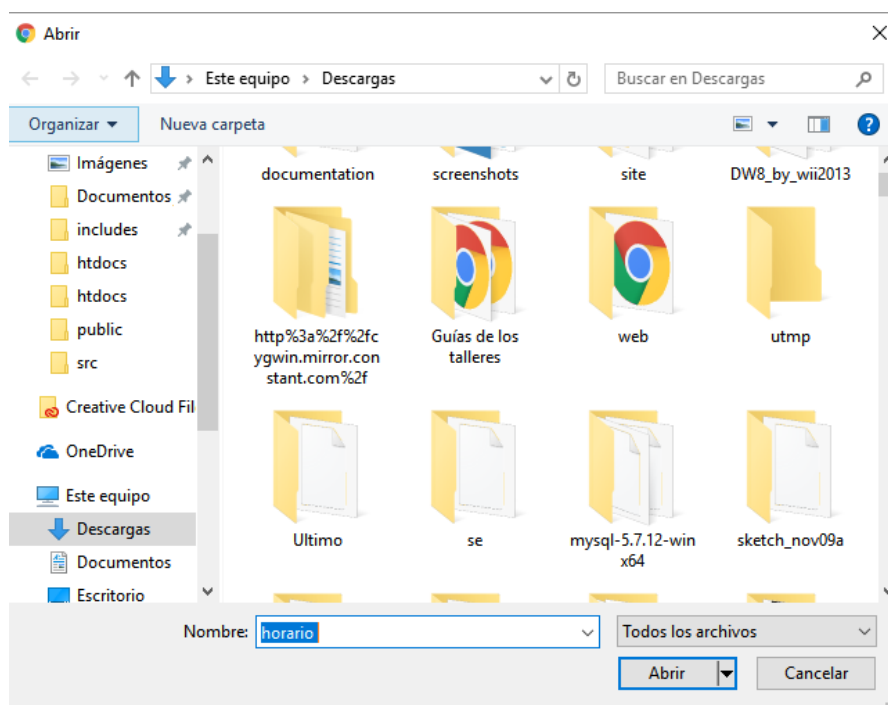 Abrir
Este equipo > Descargas
Buscar en Descargas
Organizar
Nueva carpeta
?
Imágenes
Documentos
includes
htdocs
htdocs
public
src
Creative Cloud Fil
OneDrive
Este equipo
Descargas
Documentos
Escritorio
documentation
screenshots
site
DW8_by_wii2013
http%3a%2f%2fc
ygwin.mirror.con
stant.com%2f
Guías de los
talleres
web
utmp
Ultimo
se
mysql-5.7.12-win
x64
sketch_nov09a
Nombre:
horario
Todos los archivos
Abrir
Cancelar